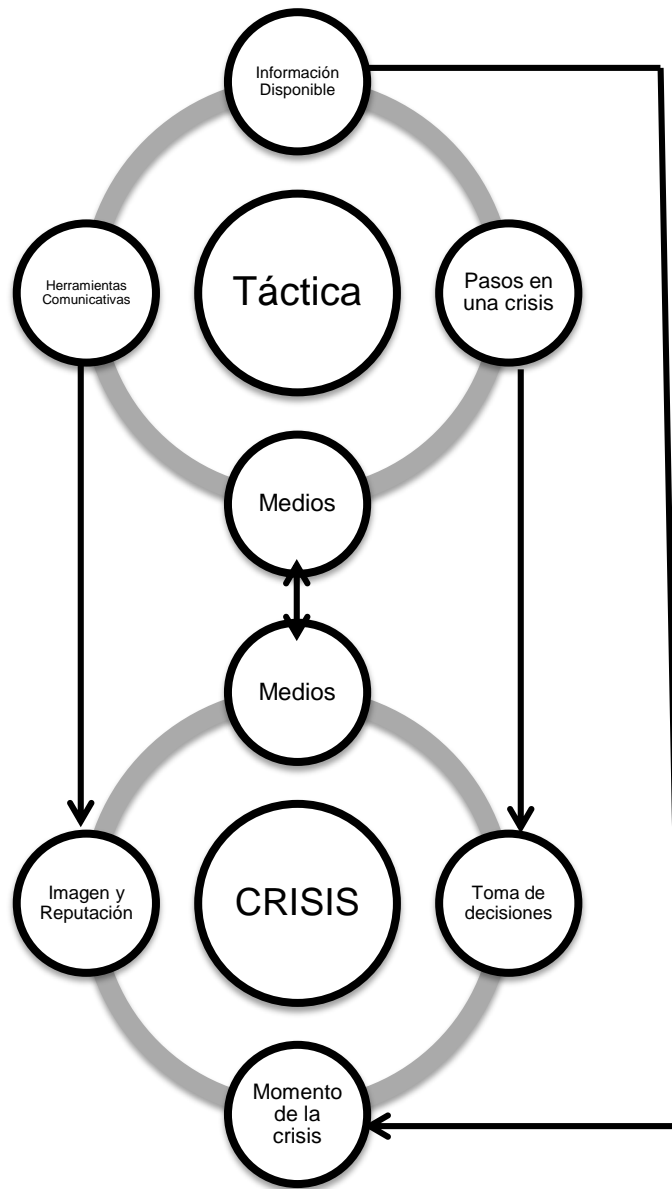 Información
Disponible
Herramientas
Comunicativas
Táctica
Pasos en
una crisis
Medios
Medios
Imagen y
Reputación
CRISIS
Toma de
decisiones
Momento
de la
crisis